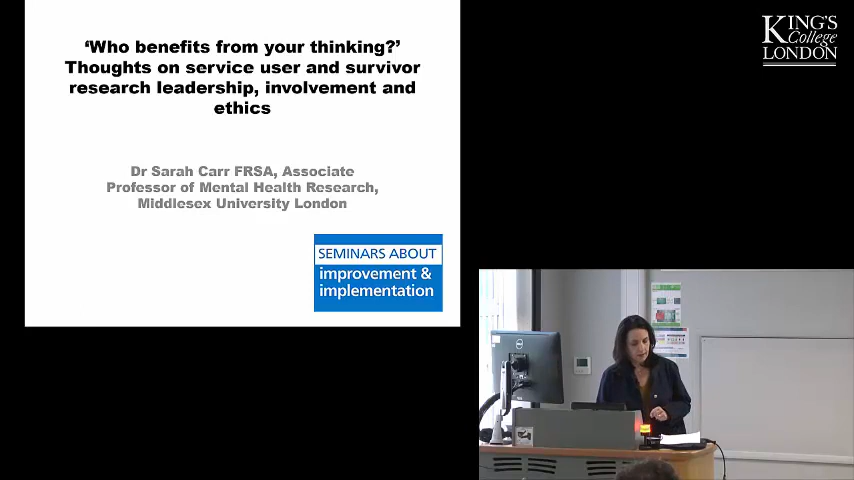 ‘Who benefits from your thinking?’
Thoughts on service user and survivor
research leadership, involvement and
ethics
Dr Sarah Carr FRSA, Associate
Professor of Mental Health Research,
Middlesex University London
SEMINARS ABOUT
improvement &
implementation
KING'S
College
LONDON